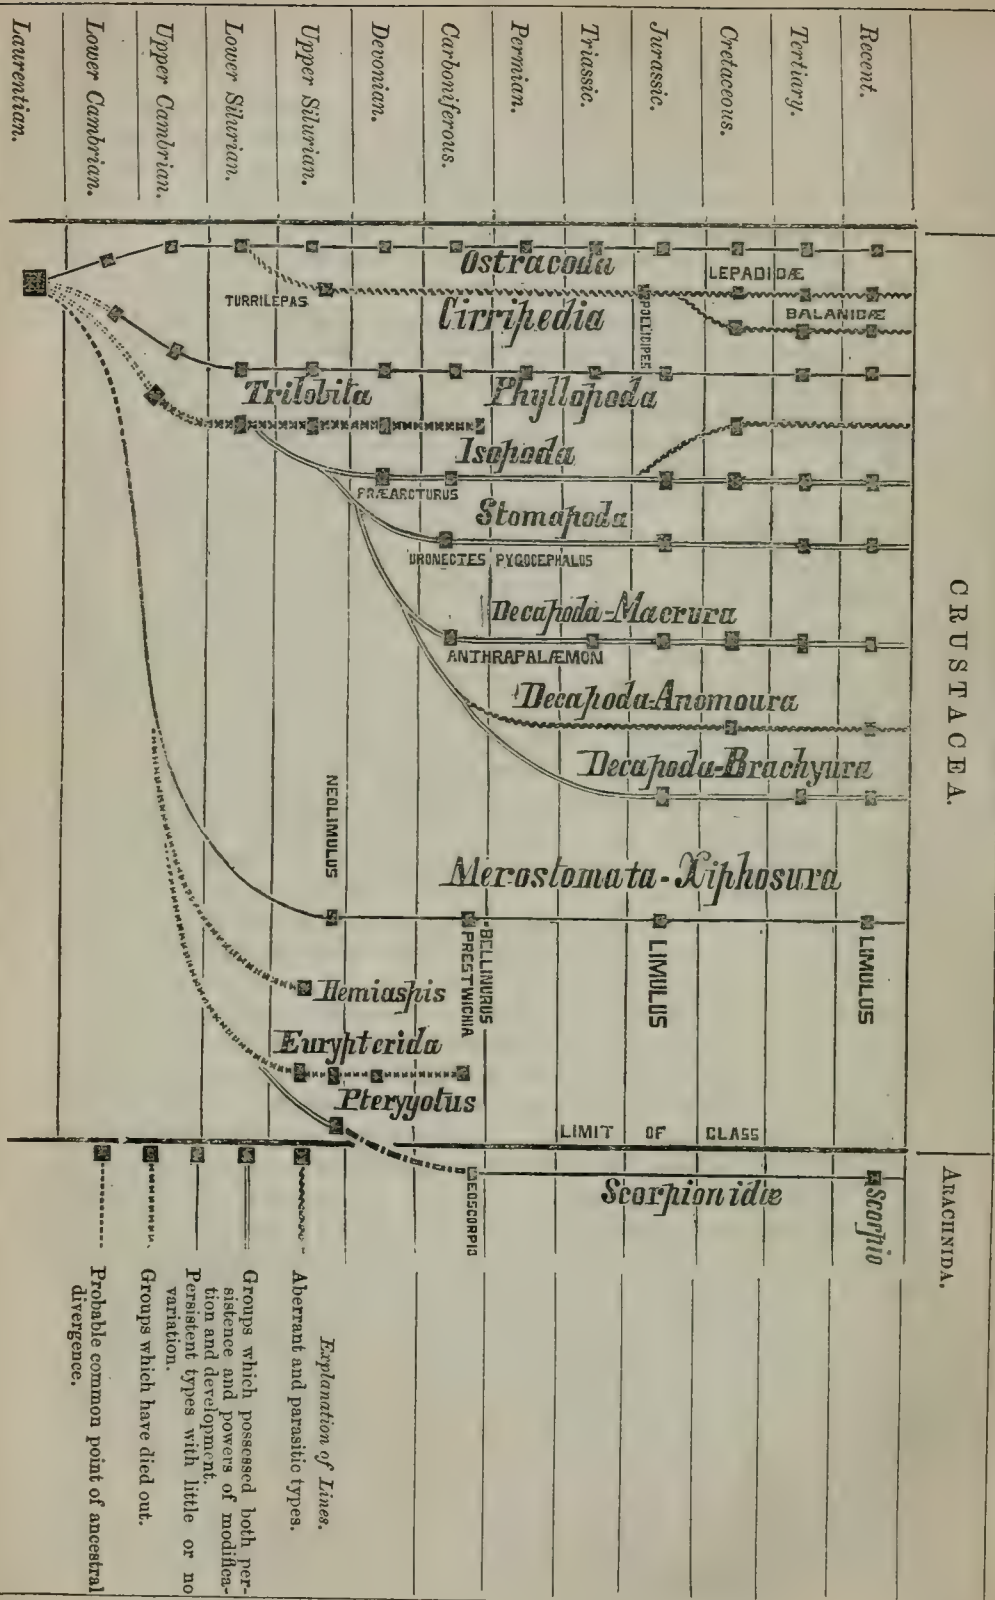 Recent.
Tertiary.
Cretaceous.
Jurassic.
Triassic.
Permian.
Carboniferous.
Devonian.
Upper Silurian.
Lower Silurian.
Upper Cambrian.
Lower Cambrian.
Laurentian.
CRUSTACEA.
Ostracoda
LEPADIDÆ
TURRILEPAS
Cirripedia
POLLICIPES
BALANIDÆ
Trilobita
Phyllopoda
Isopoda
PRÆARCTURUS
Stomapoda
URONECTES PYGOCEPHALUS
Decapoda-Macrura
ANTHRAPALÆMON
Decapoda-Anomoura
Decapoda-Brachyura
NEOLIMULUS
Merostomata-Xiphosura
BELLINURUS
PRESTWICHIA
LIMULUS
LIMULUS
Hemiaspis
Eurypterida
Pterygotus
LIMIT OF CLASS
ARACHNIDA.
EOSCORPIO
Scorpionidæ
Scorpio
Explanation of Lines.
Aberrant and parasitic types.
Groups which possessed both per-
sistence and powers of modifica-
tion and development.
Persistent types with little or no
variation.
Groups which have died out.
Probable common point of ancestral
divergence.